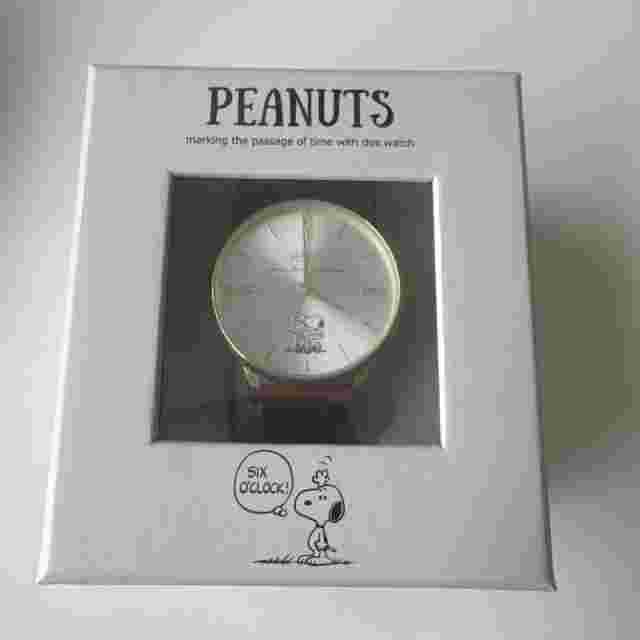 PEANUTS
marking the passage of time with this watch
SIX
O'CLOCK!